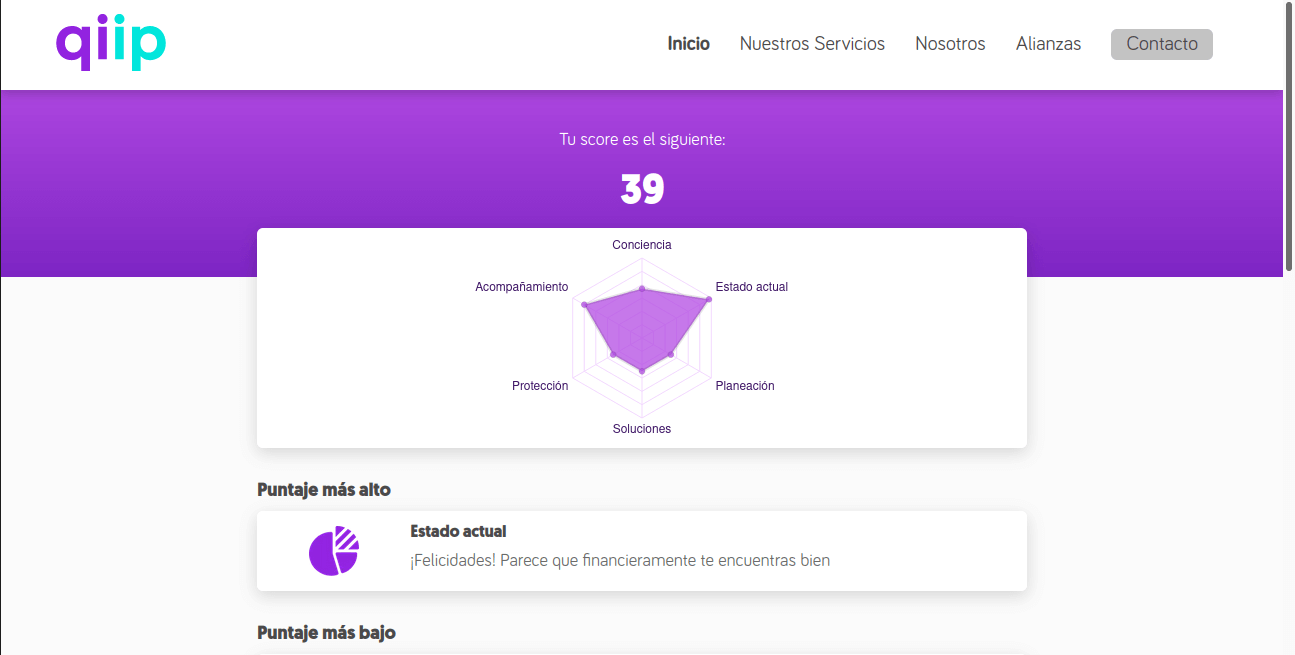 qiip
Inicio Nuestros Servicios Nosotros Alianzas Contacto
Tu score es el siguiente:
39
Conciencia
Acompañamiento Estado actual
Protección Planeación
Soluciones
Puntaje más alto
Estado actual
¡Felicidades! Parece que financieramente te encuentras bien
Puntaje más bajo